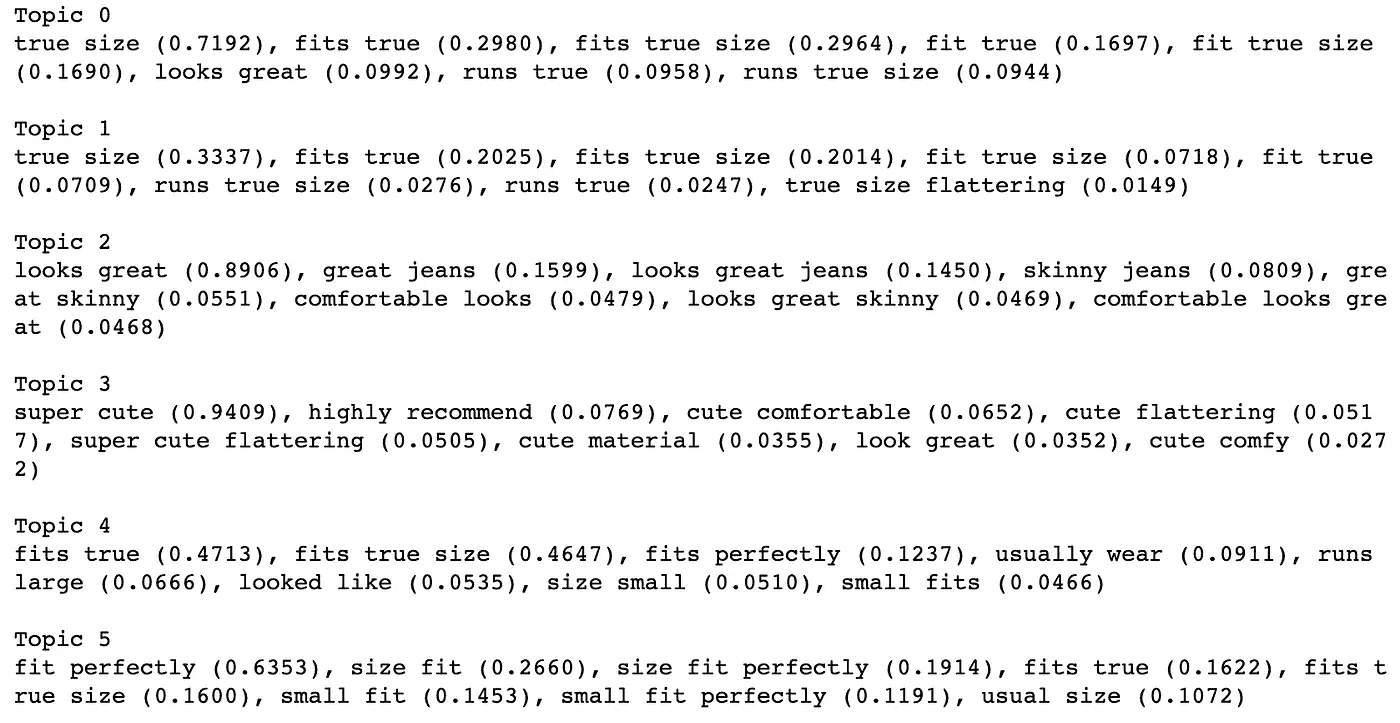 Topic 0
true size (0.7192), fits true (0.2980), fits true size (0.2964), fit true (0.1697), fit true size
(0.1690), looks great (0.0992), runs true (0.0958), runs true size (0.0944)
Topic 1
true size (0.3337), fits true (0.2025), fits true size (0.2014), fit true size (0.0718), fit true
(0.0709), runs true size (0.0276), runs true (0.0247), true size flattering (0.0149)
Topic 2
looks great (0.8906), great jeans (0.1599), looks great jeans (0.1450), skinny jeans (0.0809), gre
at skinny (0.0551), comfortable looks (0.0479), looks great skinny (0.0469), comfortable looks gre
at (0.0468)
Topic 3
super cute (0.9409), highly recommend (0.0769), cute comfortable (0.0652), cute flattering (0.051
7), super cute flattering (0.0505), cute material (0.0355), look great (0.0352), cute comfy (0.027
2)
Topic 4
fits true (0.4713), fits true size (0.4647), fits perfectly (0.1237), usually wear (0.0911), runs
large (0.0666), looked like (0.0535), size small (0.0510), small fits (0.0466)
Topic 5
fit perfectly (0.6353), size fit (0.2660), size fit perfectly (0.1914), fits true (0.1622), fits t
rue size (0.1600), small fit (0.1453), small fit perfectly (0.1191), usual size (0.1072)